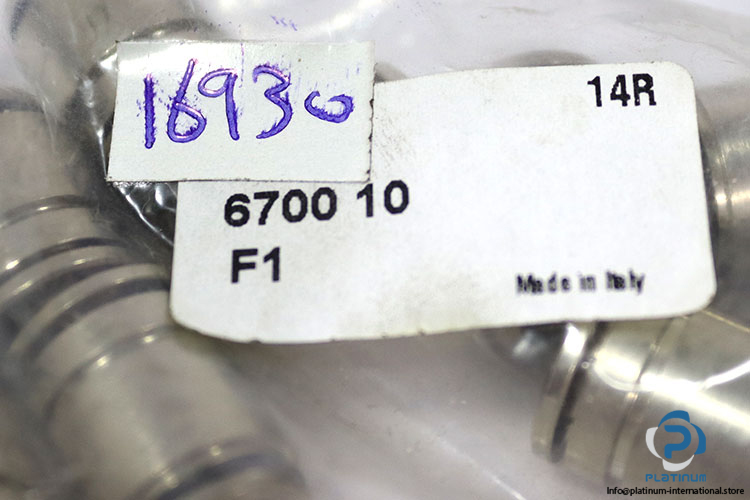 16930
14R
6700 10
F1
Made in Italy
PLATINUM
Info@platinum-international.store